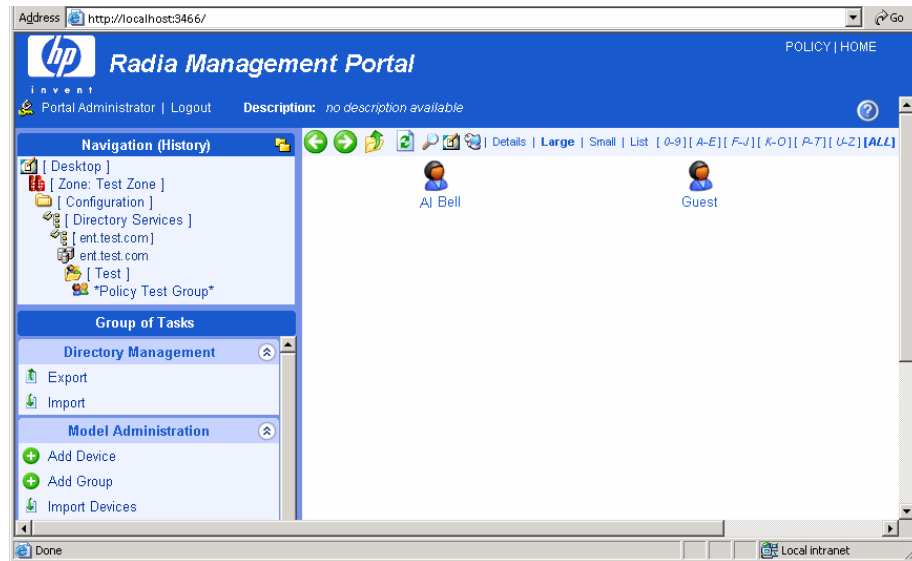 Address http://localhost:3466/ Go
hp
invent
Radia Management Portal
POLICY | HOME
Portal Administrator | Logout Description: no description available ?
Navigation (History)
Details | Large | Small | List [ 0-9 ] [ A-E ] [ F-J ] [ K-O ] [ P-T ] [ U-Z ] [ALL]
[ Desktop ]
[ Zone: Test Zone ]
[ Configuration ]
[ Directory Services ]
[ ent.test.com ]
ent.test.com
[ Test ]
*Policy Test Group*
Al Bell
Guest
Group of Tasks
Directory Management
Export
Import
Model Administration
Add Device
Add Group
Import Devices
Done
Local intranet